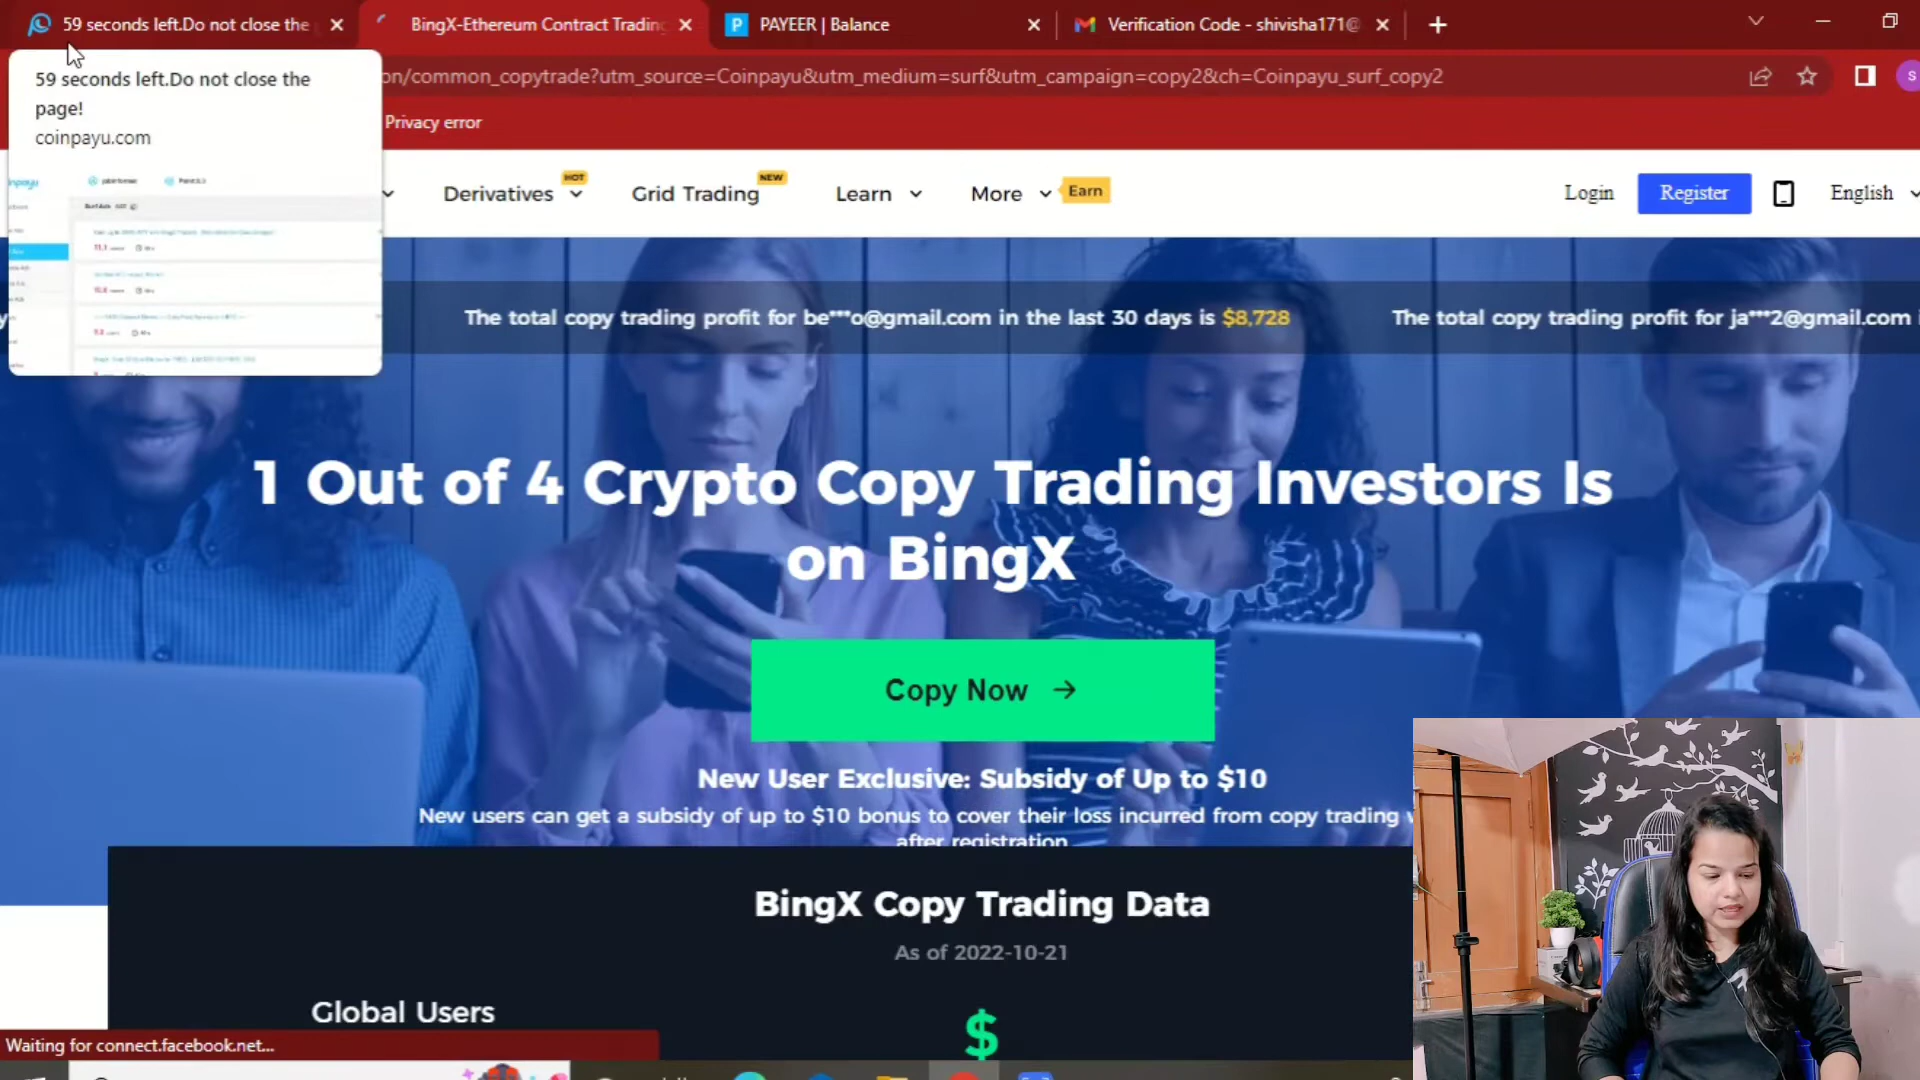 59 seconds left.Do not close the
BingX-Ethereum Contract Trading
PAYEER | Balance
Verification Code - shivisha171@
59 seconds left.Do not close the
page!
coinpayu.com
on/common_copytrade?utm_source=Coinpayu&utm_medium=surf&utm_campaign=copy2&ch=Coinpayu_surf_copy2
S
Privacy error
Derivatives
HOT
Grid Trading
NEW
Learn
More
Earn
Login
Register
English
The total copy trading profit for be***o@gmail.com in the last 30 days is $8,728
The total copy trading profit for ja***2@gmail.com i
1 Out of 4 Crypto Copy Trading Investors Is
on BingX
Copy Now →
New User Exclusive: Subsidy of Up to $10
New users can get a subsidy of up to $10 bonus to cover their loss incurred from copy trading
after registration
BingX Copy Trading Data
As of 2022-10-21
Global Users
$
Waiting for connect.facebook.net...